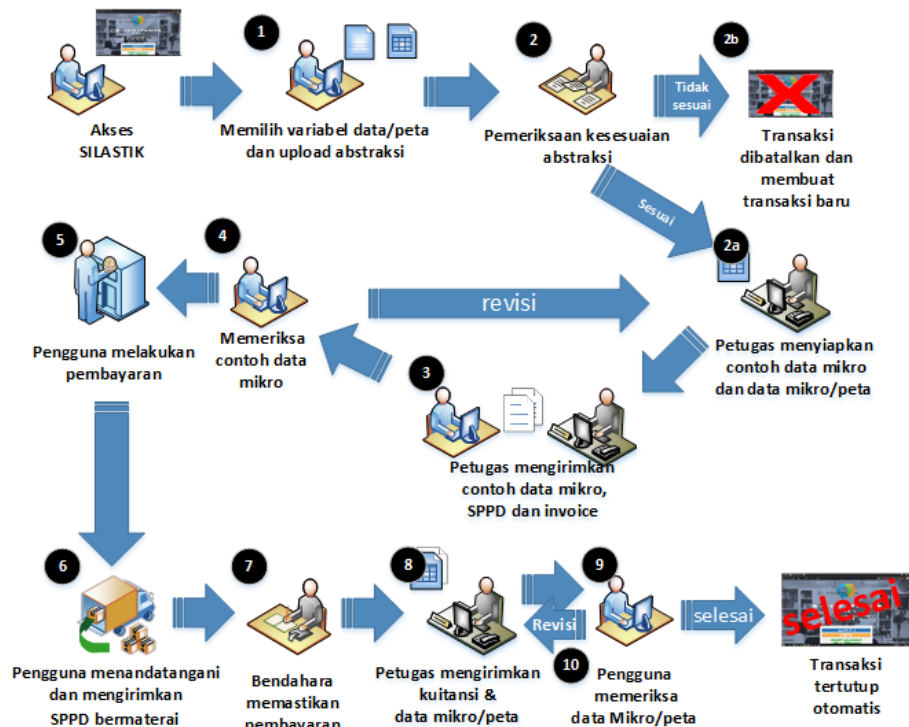 Akses
SILASTIK
1
Memilih variabel data/peta
dan upload abstraksi
2
Pemeriksaan kesesuaian
abstraksi
Tidak
sesuai
2b
Transaksi
dibatalkan dan
membuat
transaksi baru
Sesuai
2a
Petugas menyiapkan
contoh data mikro
dan data mikro/peta
revisi
3
Petugas mengirimkan
contoh data mikro,
SPPD dan invoice
4
Memeriksa
contoh data
mikro
5
Pengguna melakukan
pembayaran
6
Pengguna menandatangani
dan mengirimkan
SPPD bermaterai
7
Bendahara
memastikan
pembayaran
8
Petugas mengirimkan
kuitansi &
data mikro/peta
Revisi
9
10
Pengguna
memeriksa
data Mikro/peta
selesai
selesai
Transaksi
tertutup
otomatis